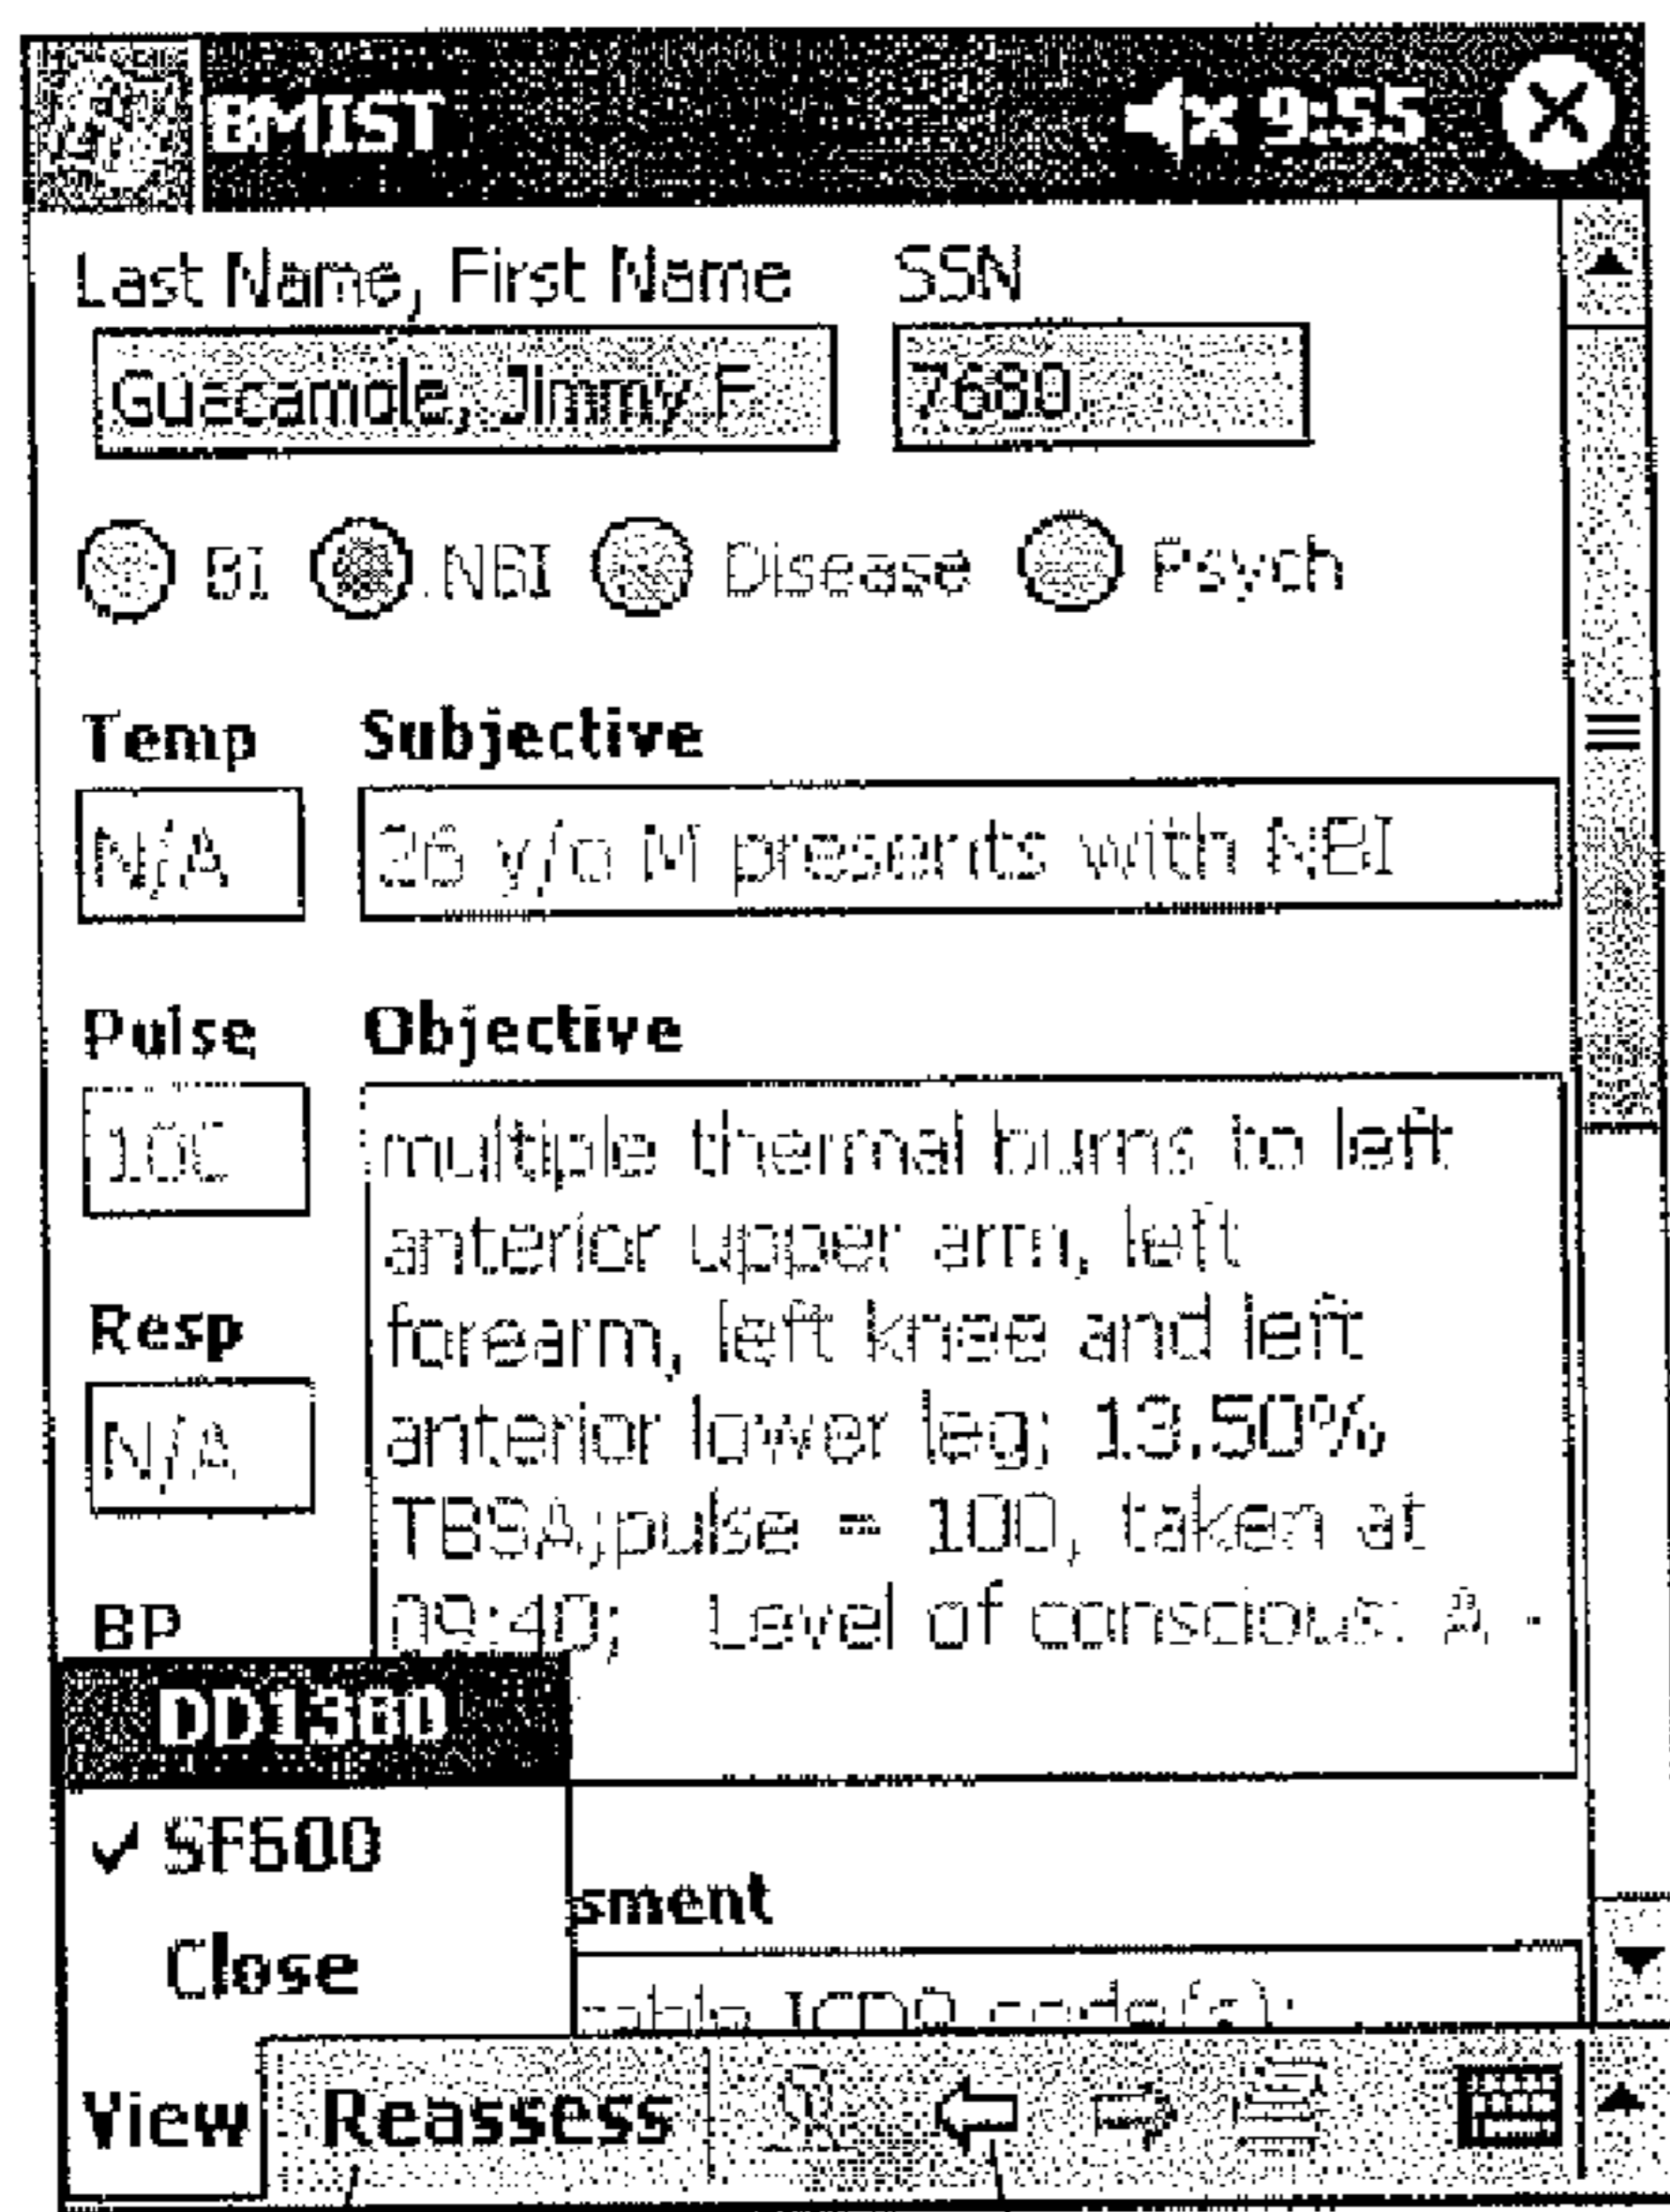 BMIST 9:55
Last Name, First Name SSN
Guacamole, Jimmy F 7680
BI NBI Disease Psych
Temp Subjective
N/A 26 y/o M presents with NBI
Pulse Objective
100 multiple thermal burns to left
anterior upper arm, left
Resp forearm, left knee and left
N/A anterior lower leg; 13.50%
TBSA;pulse = 100, taken at
BP 09:40; Level of conscious: A -
DD1380
SF600
sment
Close
ICD9 code(s):
View Reassess